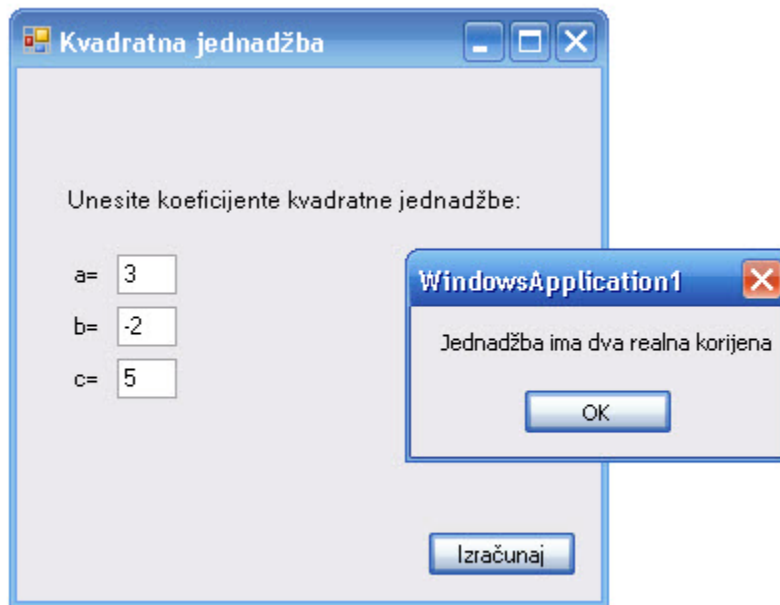 Kvadratna jednadžba
Unesite koeficijente kvadratne jednadžbe:
a= 3
b= -2
c= 5
WindowsApplication1
Jednadžba ima dva realna korijena
OK
Izračunaj